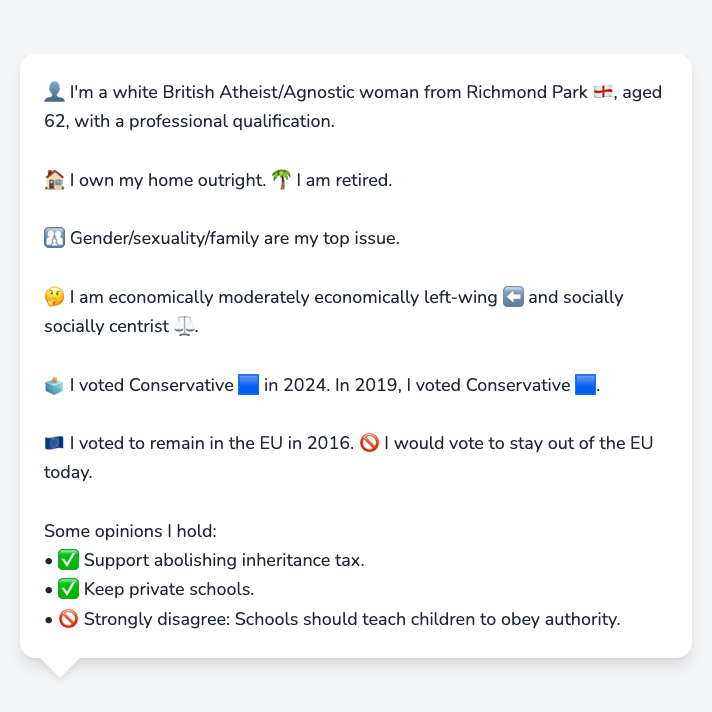 👤 I'm a white British Atheist/Agnostic woman from Richmond Park 🏴󠁧󠁢󠁥󠁮󠁧󠁿, aged
62, with a professional qualification.
🏠 I own my home outright. 🌴 I am retired.
🚻 Gender/sexuality/family are my top issue.
🤔 I am economically moderately economically left-wing ⬅️ and socially
socially centrist ⚖️.
🗳️ I voted Conservative 🟦 in 2024. In 2019, I voted Conservative 🟦.
🇪🇺 I voted to remain in the EU in 2016. 🚫 I would vote to stay out of the EU
today.
Some opinions I hold:
• ✅ Support abolishing inheritance tax.
• ✅ Keep private schools.
• 🚫 Strongly disagree: Schools should teach children to obey authority.